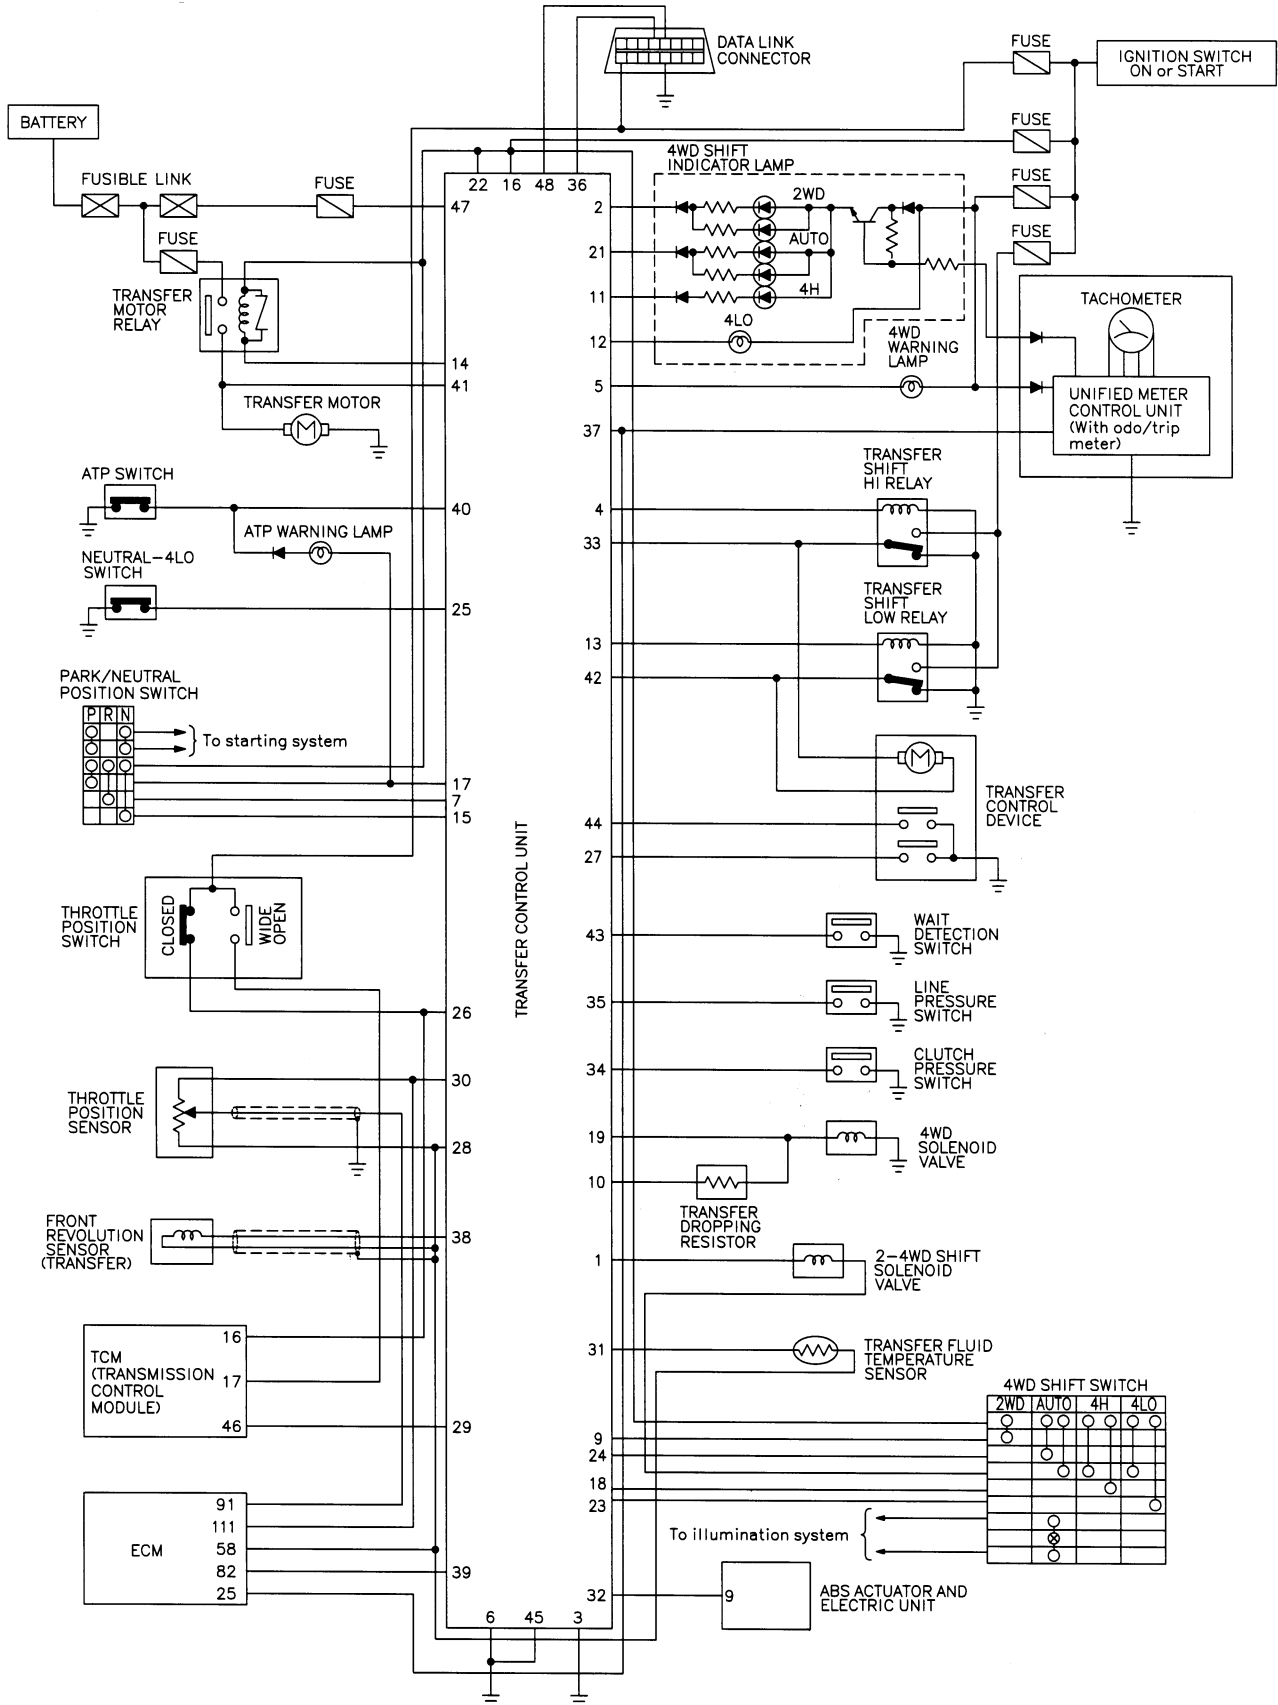 DATA LINK
CONNECTOR
FUSE
IGNITION SWITCH
ON or START
BATTERY
FUSE
4WD SHIFT
INDICATOR LAMP
FUSIBLE LINK
FUSE
FUSE
22 16 48 36
47
2
2WD
FUSE
AUTO
21
FUSE
4H
11
TRANSFER
MOTOR
RELAY
TACHOMETER
4LO
12
4WD
WARNING
LAMP
14
41
5
UNIFIED METER
CONTROL UNIT
(With odo/trip
meter)
TRANSFER MOTOR
M
37
TRANSFER
SHIFT
HI RELAY
ATP SWITCH
40
4
ATP WARNING LAMP
33
NEUTRAL-4LO
SWITCH
25
TRANSFER
SHIFT
LOW RELAY
13
42
PARK/NEUTRAL
POSITION SWITCH
P R N
To starting system
17
7
15
M
TRANSFER
CONTROL
DEVICE
44
27
TRANSFER CONTROL UNIT
THROTTLE
POSITION
SWITCH
CLOSED
WIDE
OPEN
43
WAIT
DETECTION
SWITCH
26
35
LINE
PRESSURE
SWITCH
30
34
CLUTCH
PRESSURE
SWITCH
THROTTLE
POSITION
SENSOR
28
19
4WD
SOLENOID
VALVE
10
TRANSFER
DROPPING
RESISTOR
FRONT
REVOLUTION
SENSOR
(TRANSFER)
38
1
2-4WD SHIFT
SOLENOID
VALVE
TCM
(TRANSMISSION
CONTROL
MODULE)
16
17
46
29
31
TRANSFER FLUID
TEMPERATURE
SENSOR
4WD SHIFT SWITCH
2WD AUTO 4H 4LO
9
24
18
23
To illumination system
ECM
91
111
58
82
25
39
32
9
ABS ACTUATOR AND
ELECTRIC UNIT
6 45 3